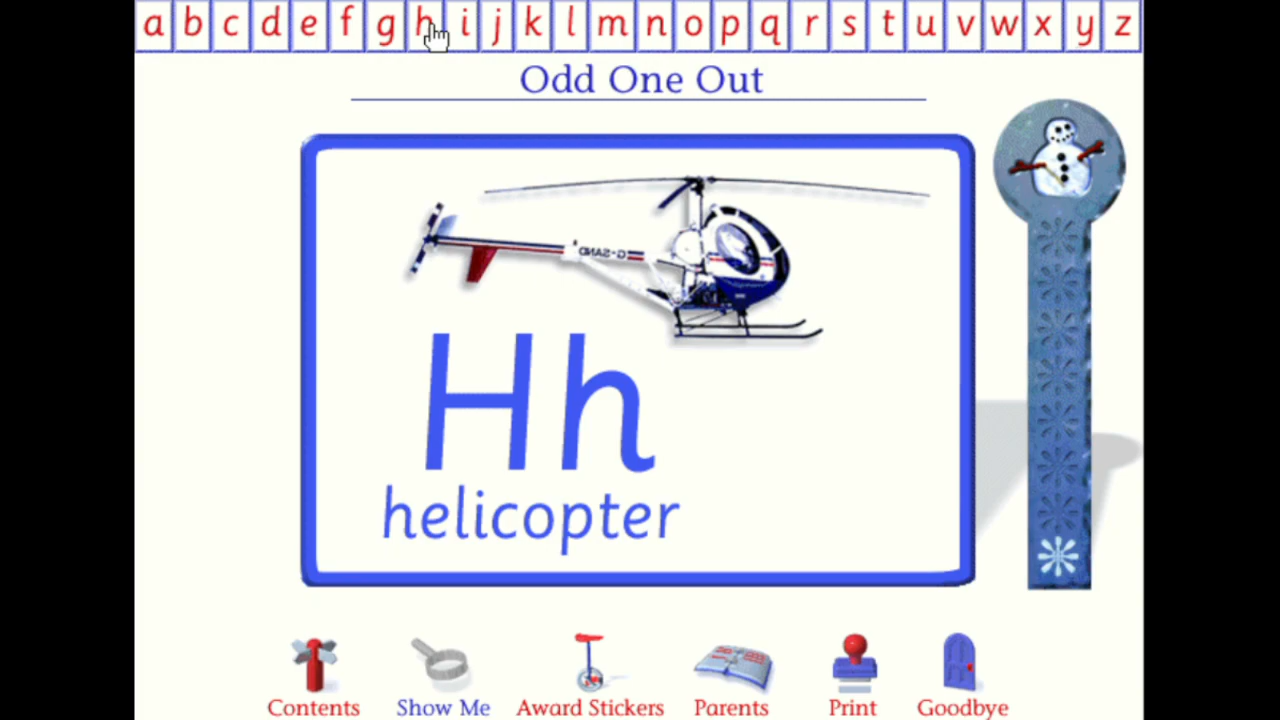 a b c d e f g h i j k l m n o p q r s t u v w x y z
Odd One Out
G-SAND
Hh
helicopter
Contents Show Me Award Stickers Parents Print Goodbye